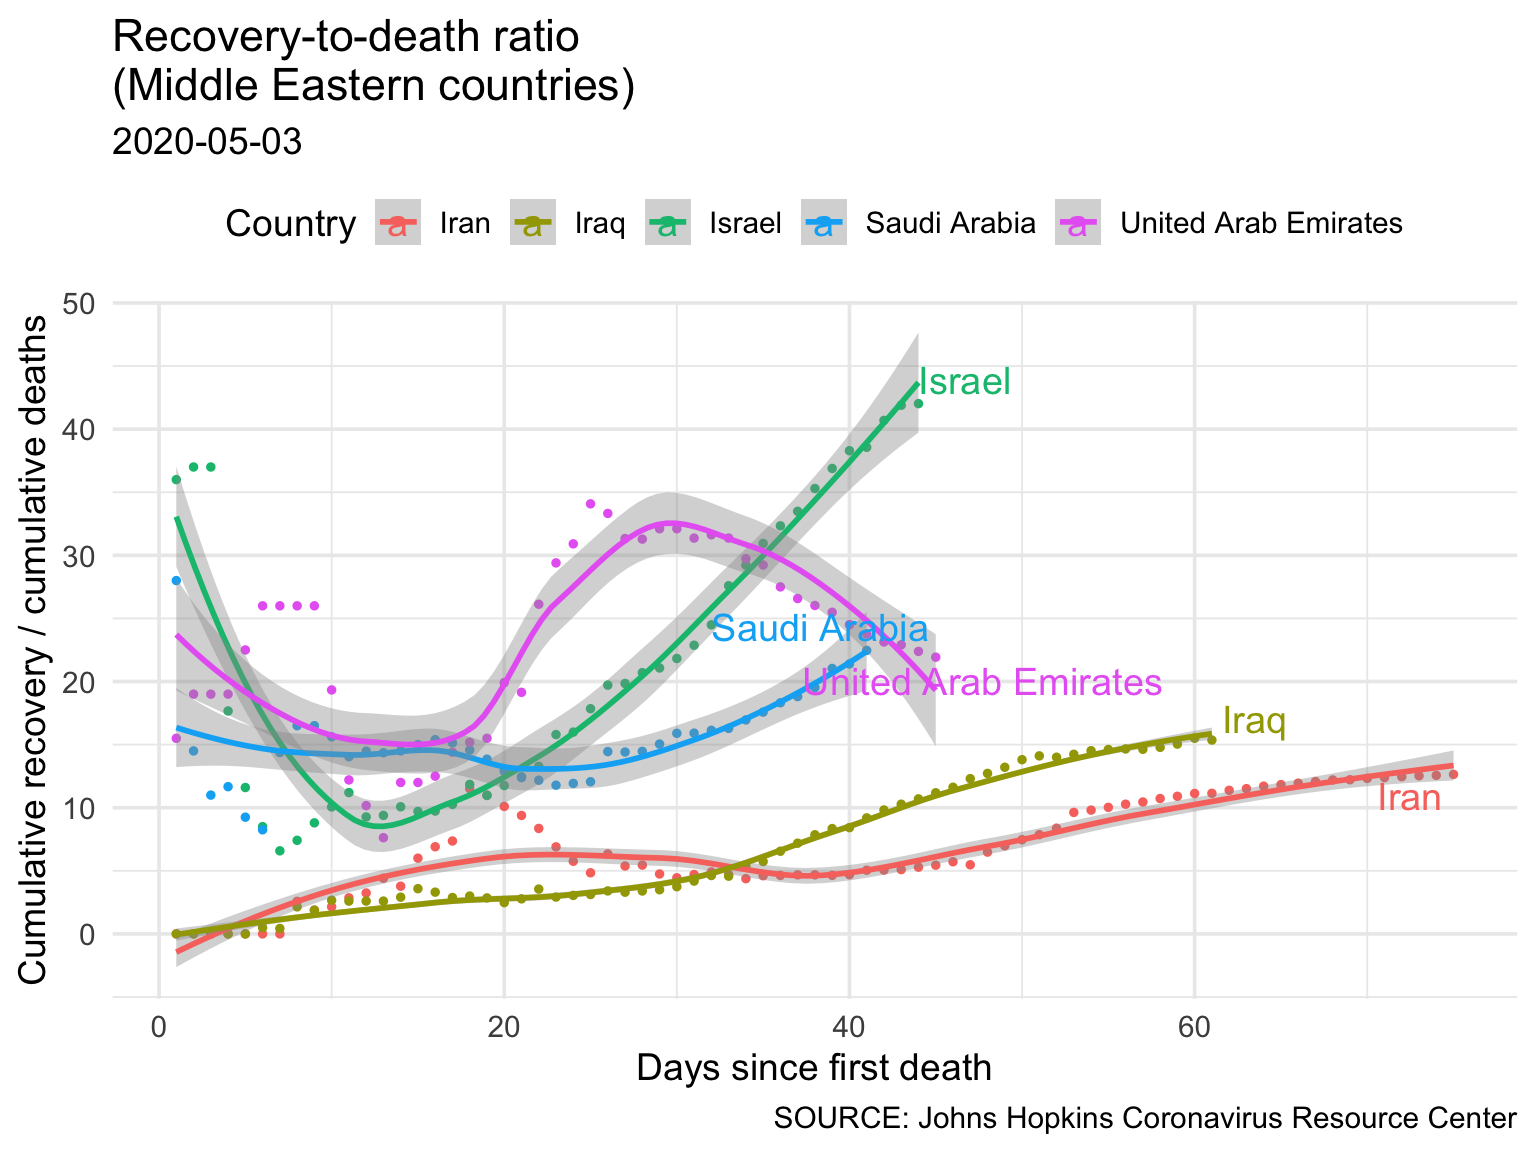 Recovery-to-death ratio
(Middle Eastern countries)
2020-05-03
Country a Iran a Iraq a Israel a Saudi Arabia a United Arab Emirates
Cumulative recovery / cumulative deaths
50
40
30
20
10
0
Israel
Saudi Arabia
United Arab Emirates
Iraq
Iran
0 20 40 60
Days since first death
SOURCE: Johns Hopkins Coronavirus Resource Center